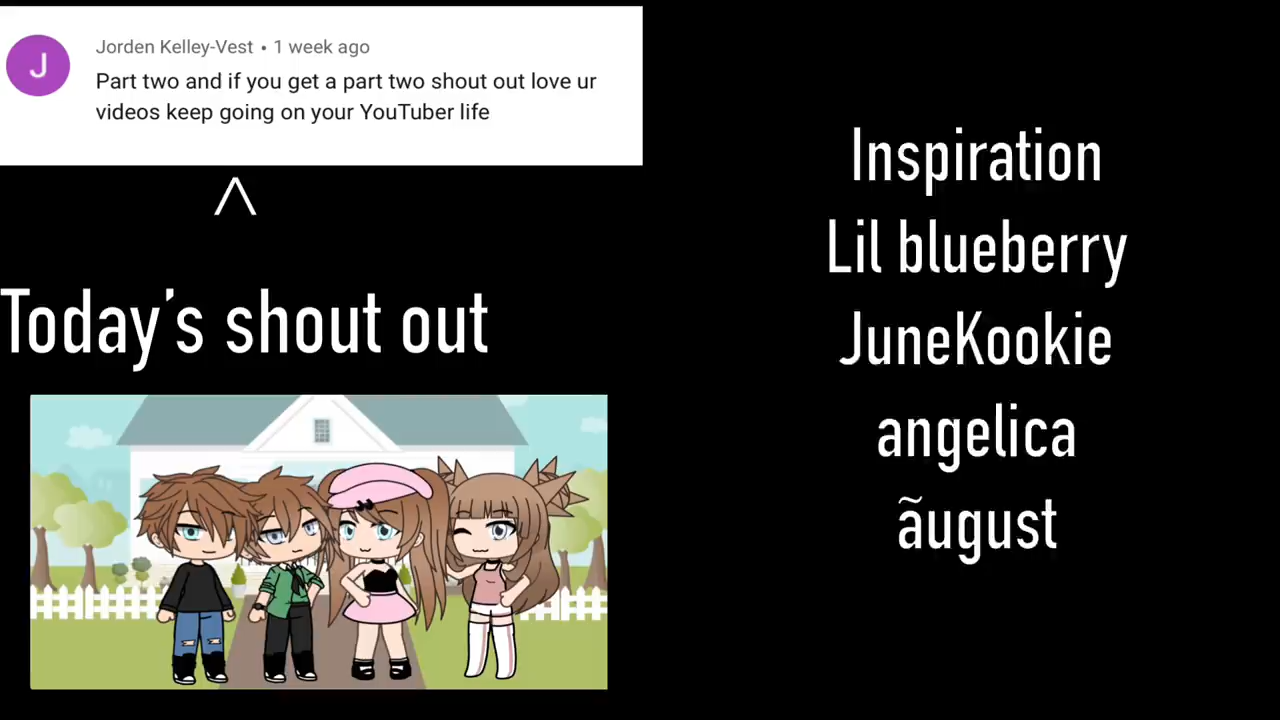 J
Jorden Kelley-Vest • 1 week ago
Part two and if you get a part two shout out love ur
videos keep going on your YouTuber life
^
Today's shout out
Inspiration
Lil blueberry
JuneKookie
angelica
ãugust